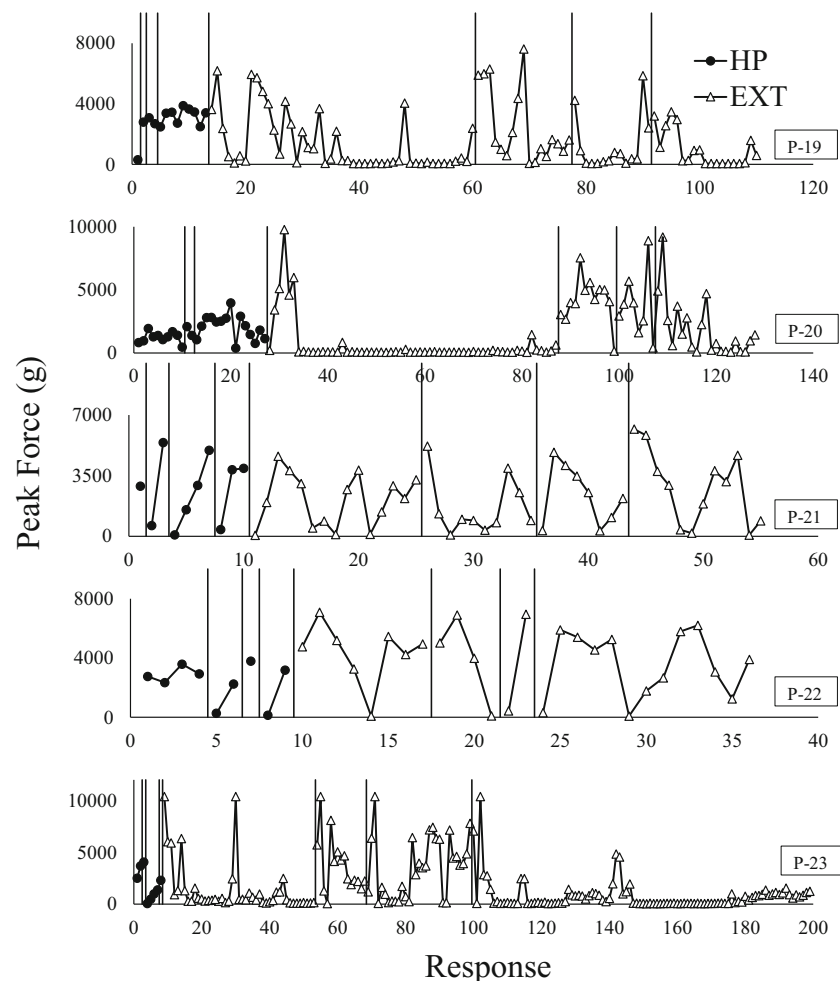 8000
4000
0
HP
EXT
P-19
0 20 40 60 80 100 120
10000
5000
0
P-20
0 20 40 60 80 100 120 140
Peak Force (g)
7000
3500
0
P-21
0 10 20 30 40 50 60
8000
4000
0
P-22
0 5 10 15 20 25 30 35 40
10000
5000
0
P-23
0 20 40 60 80 100 120 140 160 180 200
Response